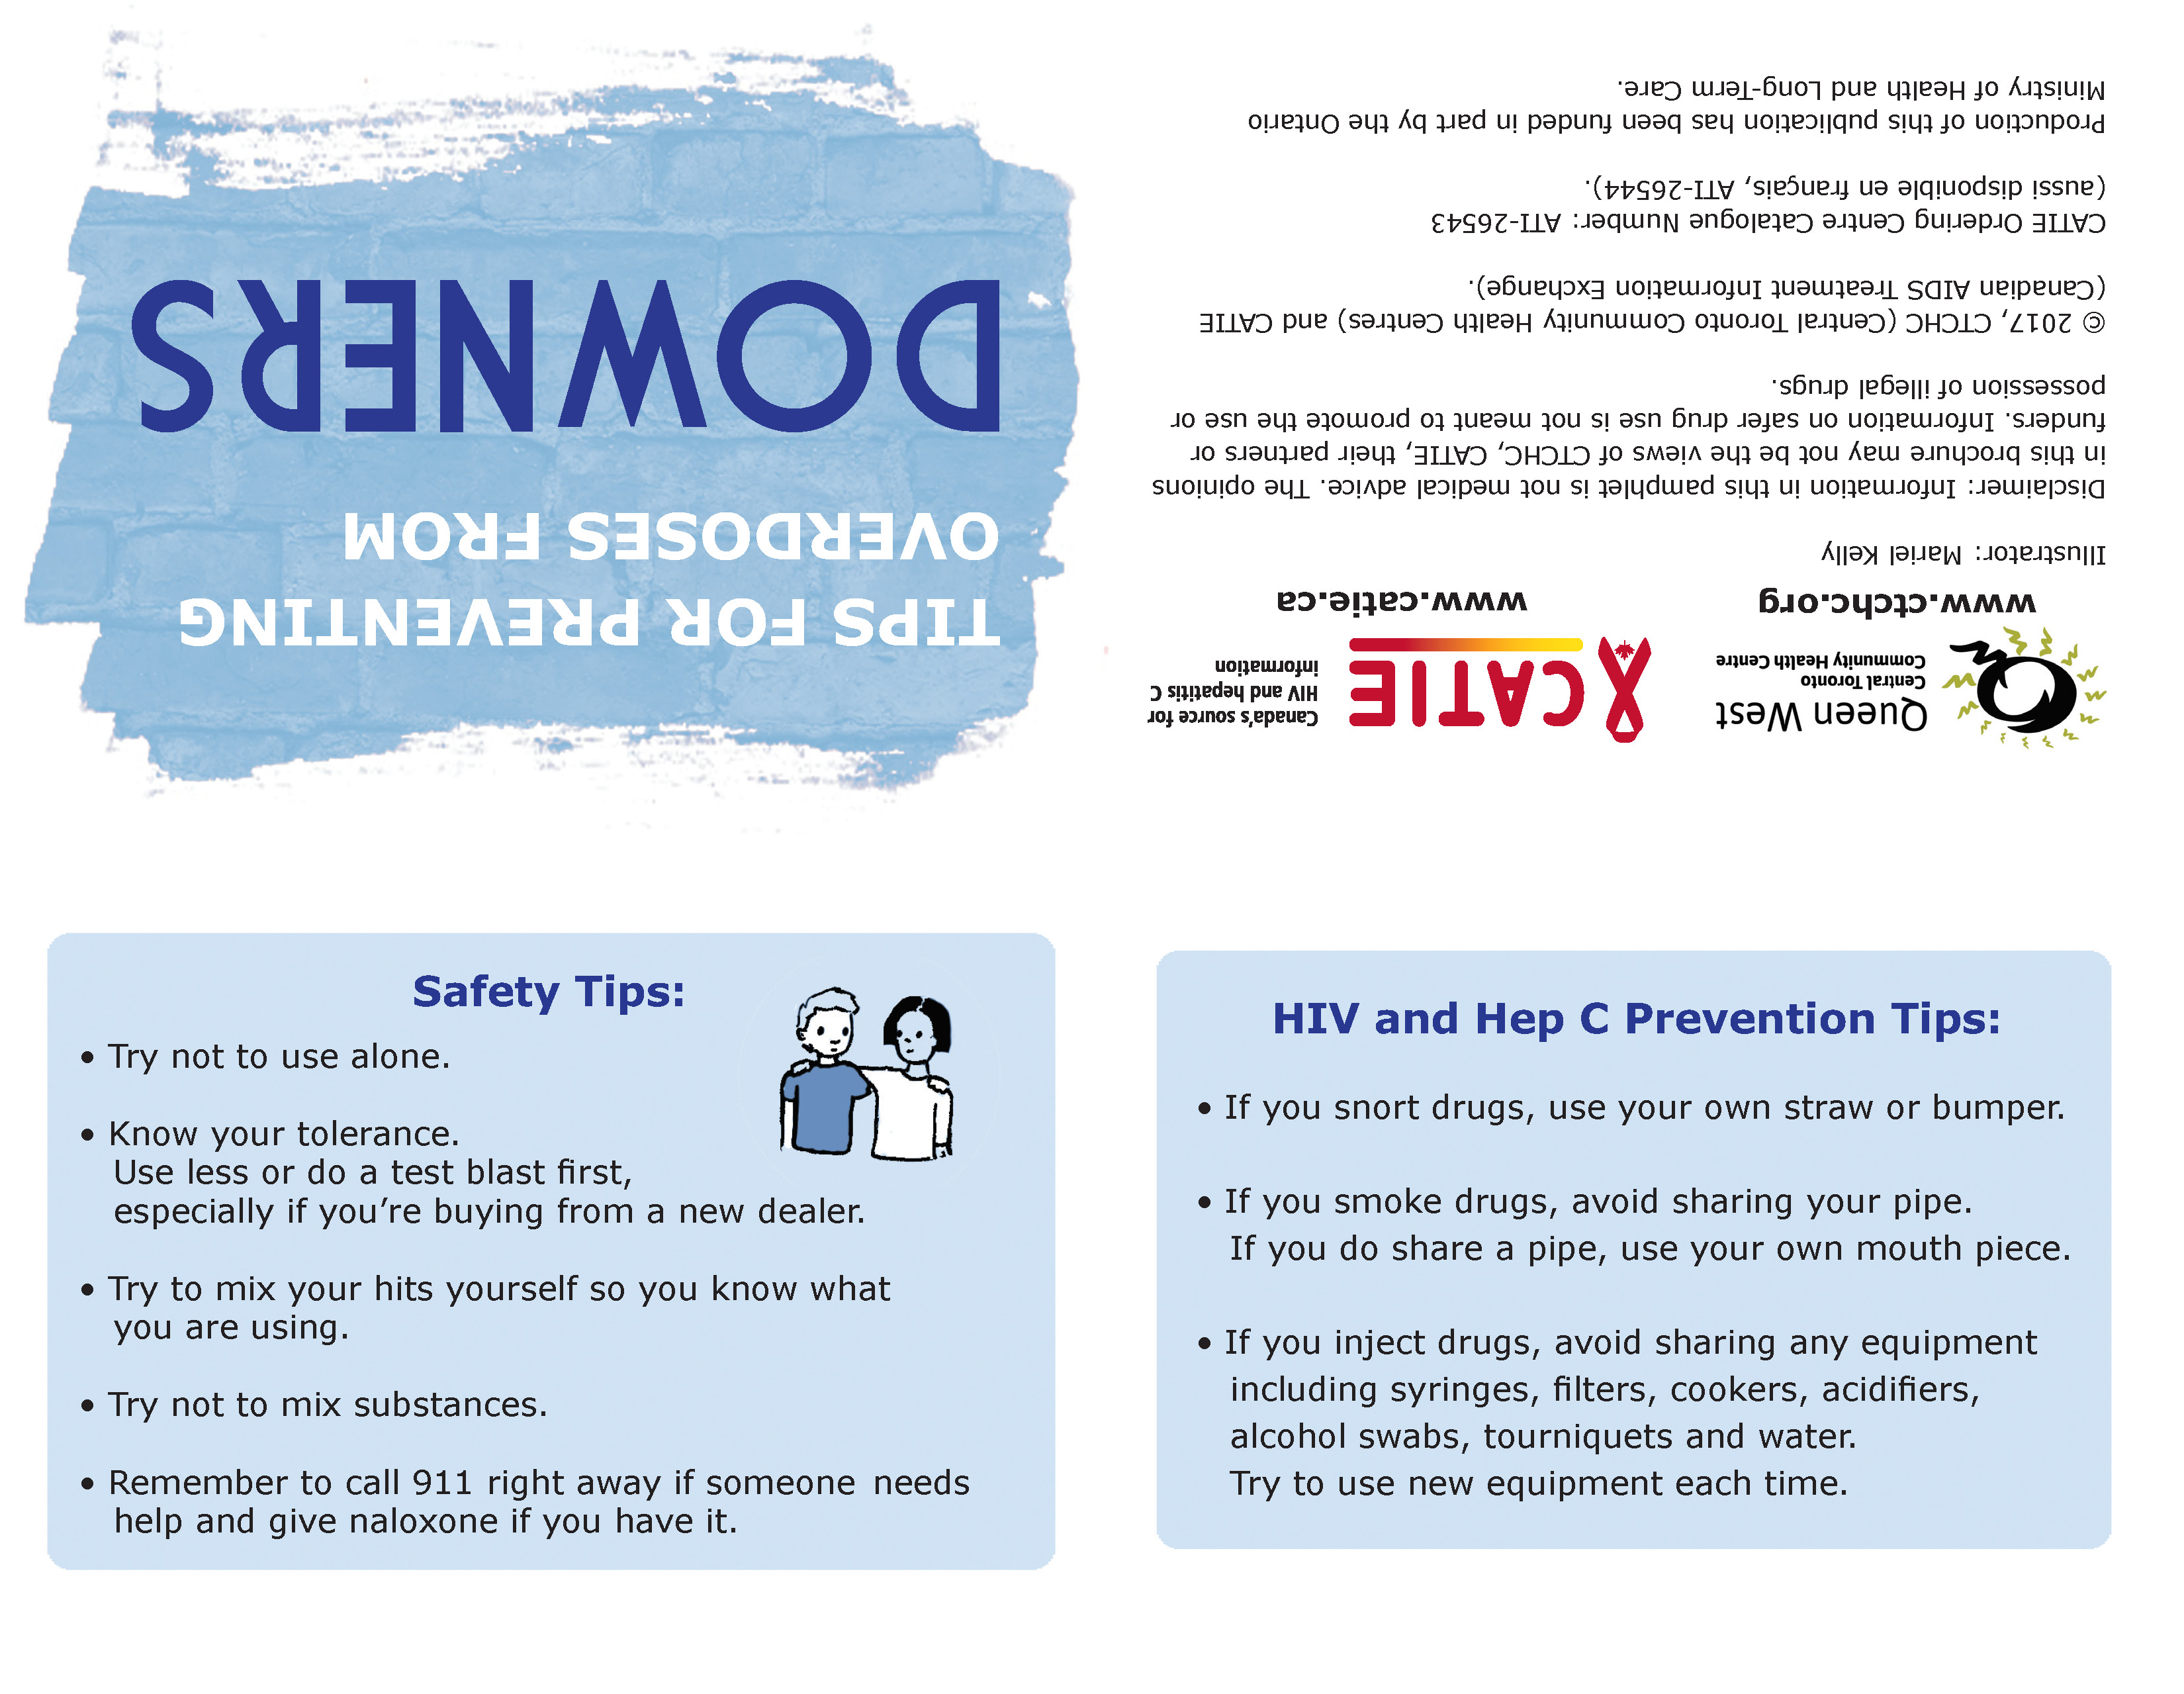 TIPS FOR PREVENTING
OVERDOSES FROM
DOWNERS
Queen West
Central Toronto
Community Health Centre
www.ctchc.org
CATIE
Canada's source for
HIV and hepatitis C
information
www.catie.ca
Illustrator: Mariel Kelly
Disclaimer: Information in this pamphlet is not medical advice. The opinions
in this brochure may not be the views of CTCHC, CATIE, their partners or
funders. Information on safer drug use is not meant to promote the use or
possession of illegal drugs.
© 2017, CTCHC (Central Toronto Community Health Centres) and CATIE
(Canadian AIDS Treatment Information Exchange).
CATIE Ordering Centre Catalogue Number: ATI-26543
(aussi disponible en français, ATI-26544).
Production of this publication has been funded in part by the Ontario
Ministry of Health and Long-Term Care.
Safety Tips:
• Try not to use alone.
• Know your tolerance.
Use less or do a test blast first,
especially if you’re buying from a new dealer.
• Try to mix your hits yourself so you know what
you are using.
• Try not to mix substances.
• Remember to call 911 right away if someone needs
help and give naloxone if you have it.
HIV and Hep C Prevention Tips:
• If you snort drugs, use your own straw or bumper.
• If you smoke drugs, avoid sharing your pipe.
If you do share a pipe, use your own mouth piece.
• If you inject drugs, avoid sharing any equipment
including syringes, filters, cookers, acidifiers,
alcohol swabs, tourniquets and water.
Try to use new equipment each time.